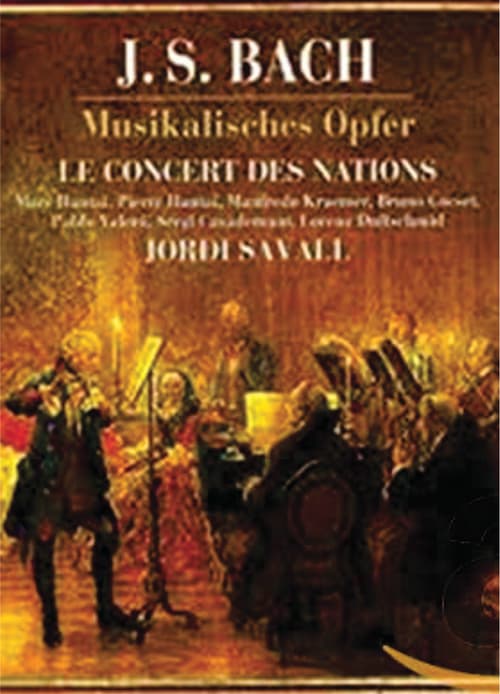 J. S. BACH
Musikalisches Opfer
LE CONCERT DES NATIONS
Marc Hantaï, Pierre Hantaï, Manfredo Kraemer, Bruno Cocset,
Pablo Valetti, Sergi Casademunt, Lorenz Duftschmid
JORDI SAVALL